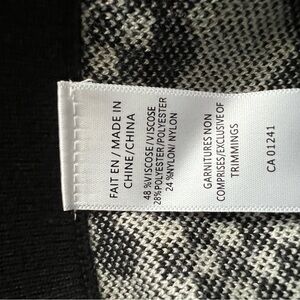 FAIT EN / MADE IN
CHINE/CHINA
48 %VISCOSE/VISCOSE
28%POLYESTER/POLYESTER
24 %NYLON/ NYLON
GARNITURES NON
COMPRISES/EXCLUSIVE OF
TRIMMINGS
CA 01241